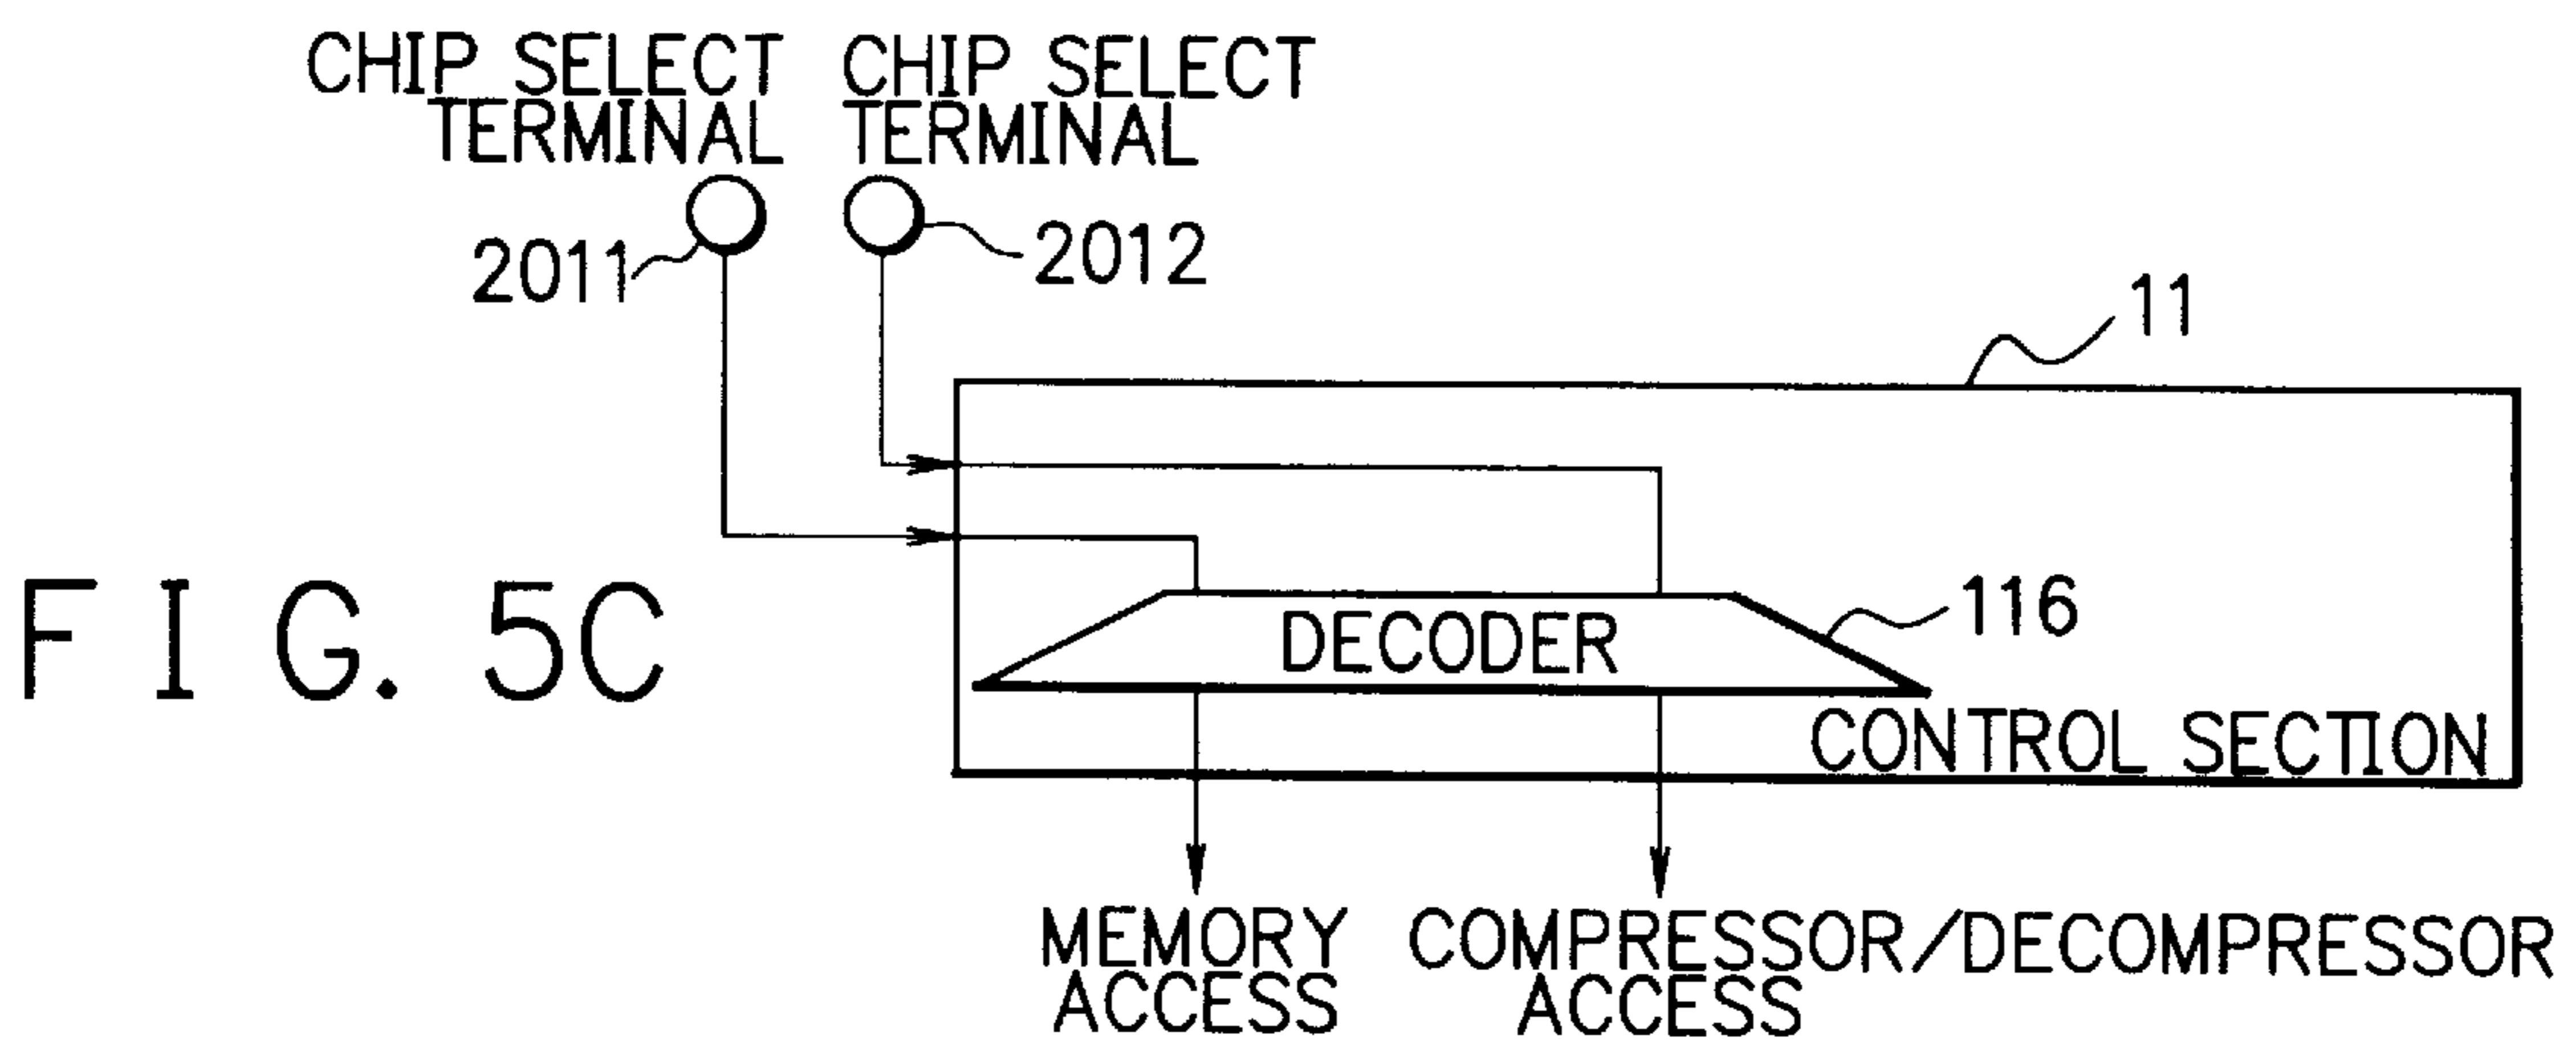 CHIP SELECT
TERMINAL
CHIP SELECT
TERMINAL
2011
2012
11
FIG. 5C
DECODER
116
CONTROL SECTION
MEMORY
ACCESS
COMPRESSOR/DECOMPRESSOR
ACCESS